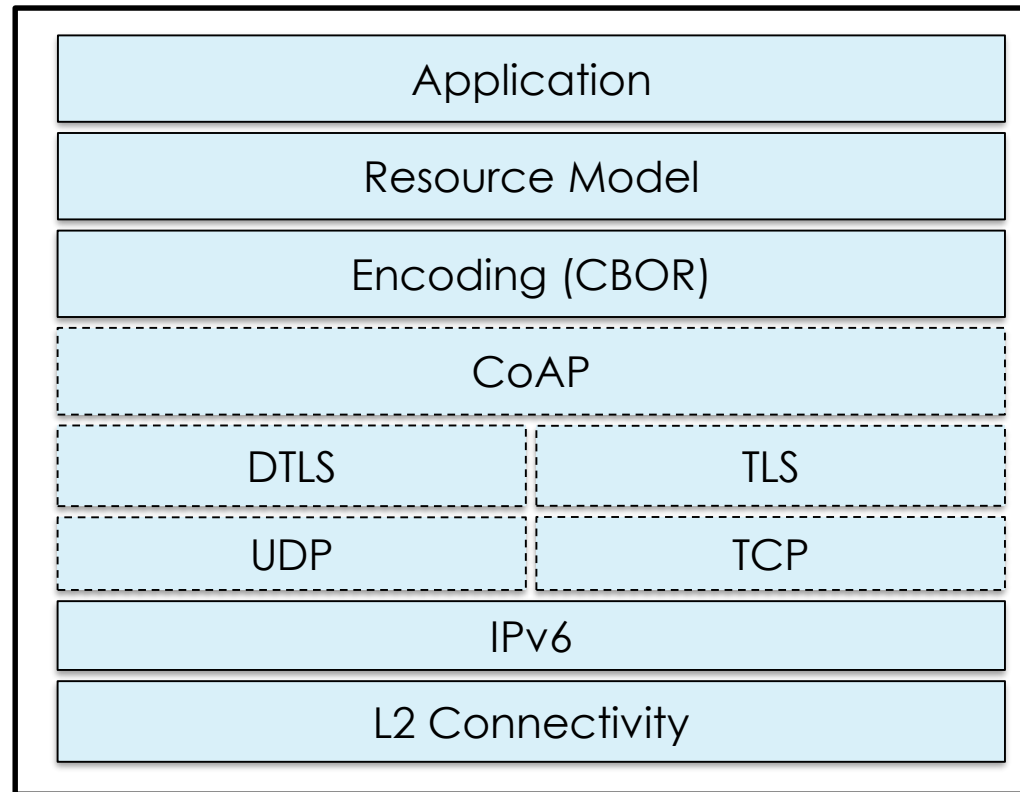 Application
Resource Model
Encoding (CBOR)
CoAP
DTLS
TLS
UDP
TCP
IPv6
L2 Connectivity